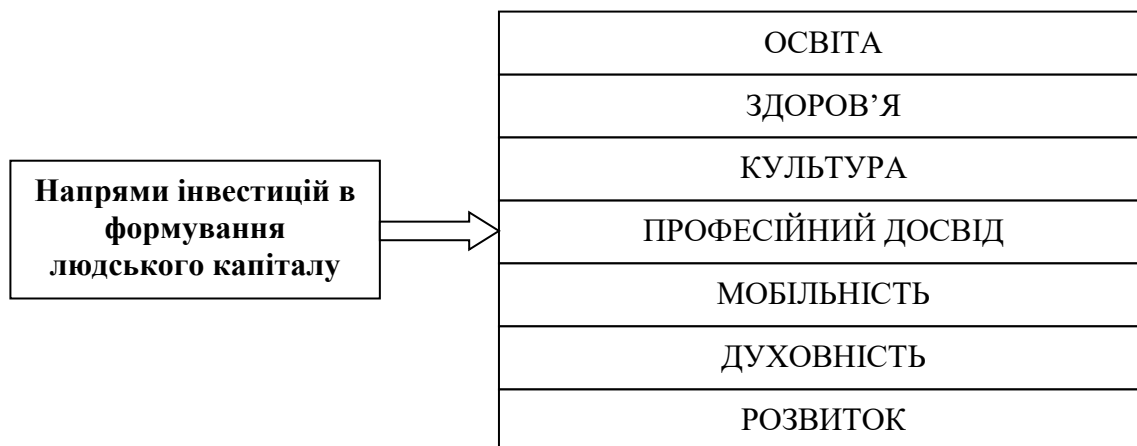 Напрями інвестицій в
формування
людського капіталу
ОСВІТА
ЗДОРОВ’Я
КУЛЬТУРА
ПРОФЕСІЙНИЙ ДОСВІД
МОБІЛЬНІСТЬ
ДУХОВНІСТЬ
РОЗВИТОК